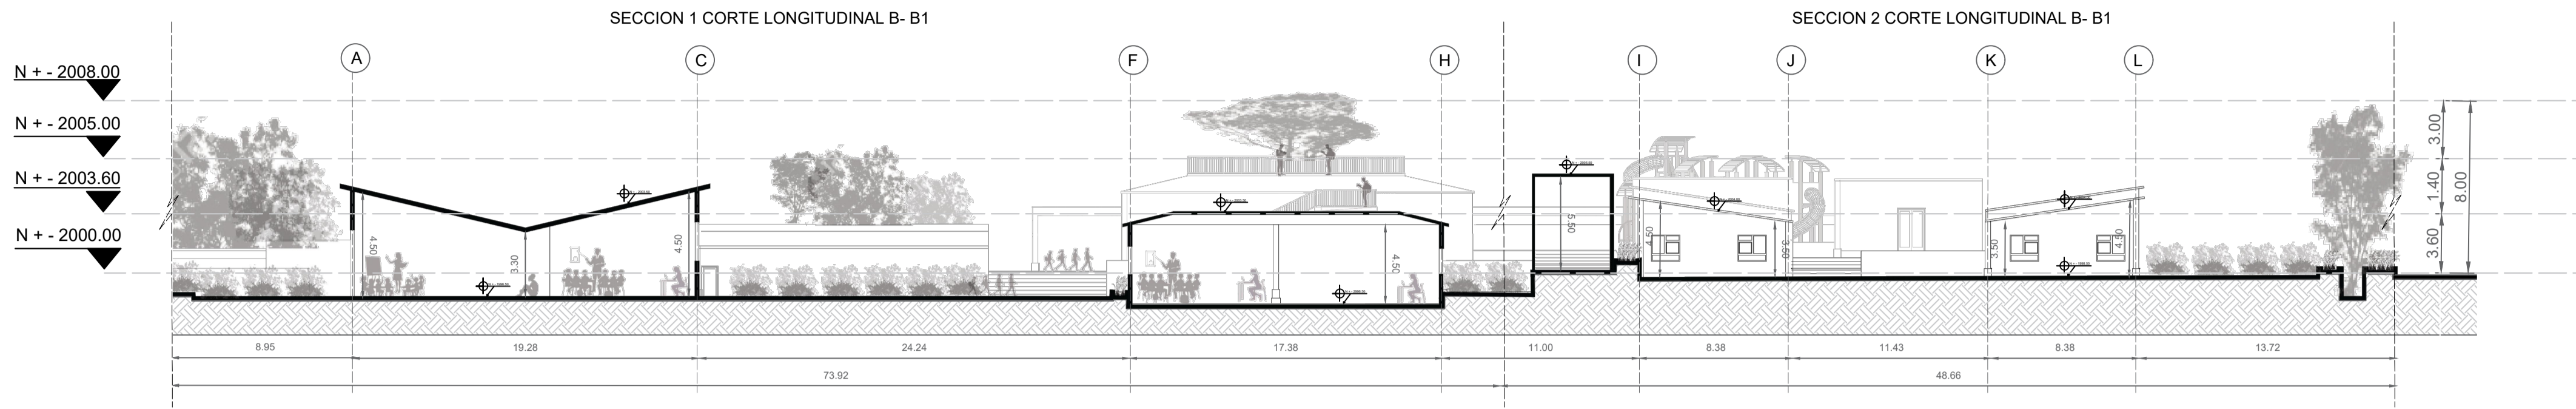 SECCION 1 CORTE LONGITUDINAL B- B1
SECCION 2 CORTE LONGITUDINAL B- B1
A
C
F
H
I
J
K
L
N + - 2008.00
N + - 2005.00
N + - 2003.60
N + - 2000.00
4.50
3.30
4.50
4.50
5.50
4.50
3.50
3.50
4.50
3.00
1.40
3.60
8.00
8.95
19.28
24.24
17.38
11.00
8.38
11.43
8.38
13.72
73.92
48.66